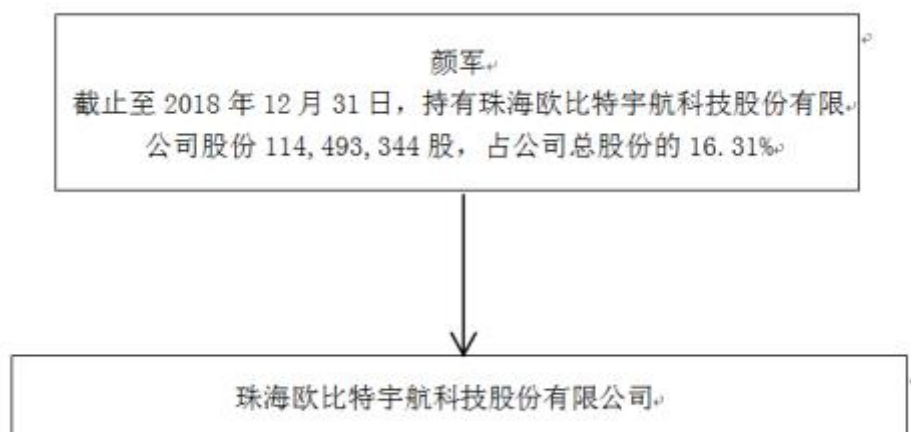 颜军
截止至 2018 年 12 月 31 日，持有珠海欧比特宇航科技股份有限
公司股份 114,493,344 股，占公司总股份的 16.31%
珠海欧比特宇航科技股份有限公司